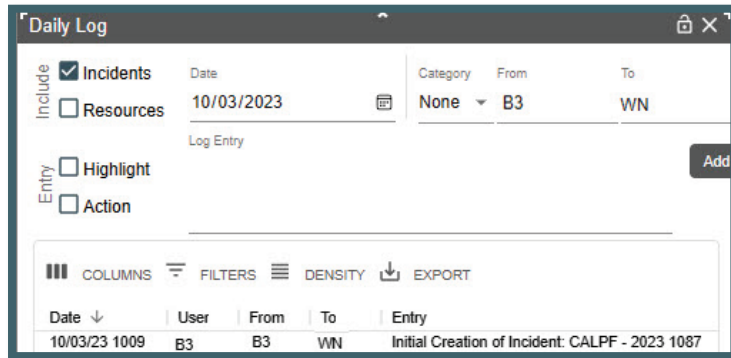 Daily Log
Include
Incidents
Resources
Date
10/03/2023
Category
None
From
B3
To
WN
Log Entry
Entry
Highlight
Action
Add
COLUMNS FILTERS DENSITY EXPORT
Date User From To Entry
10/03/23 1009 B3 B3 WN Initial Creation of Incident: CALPF - 2023 1087